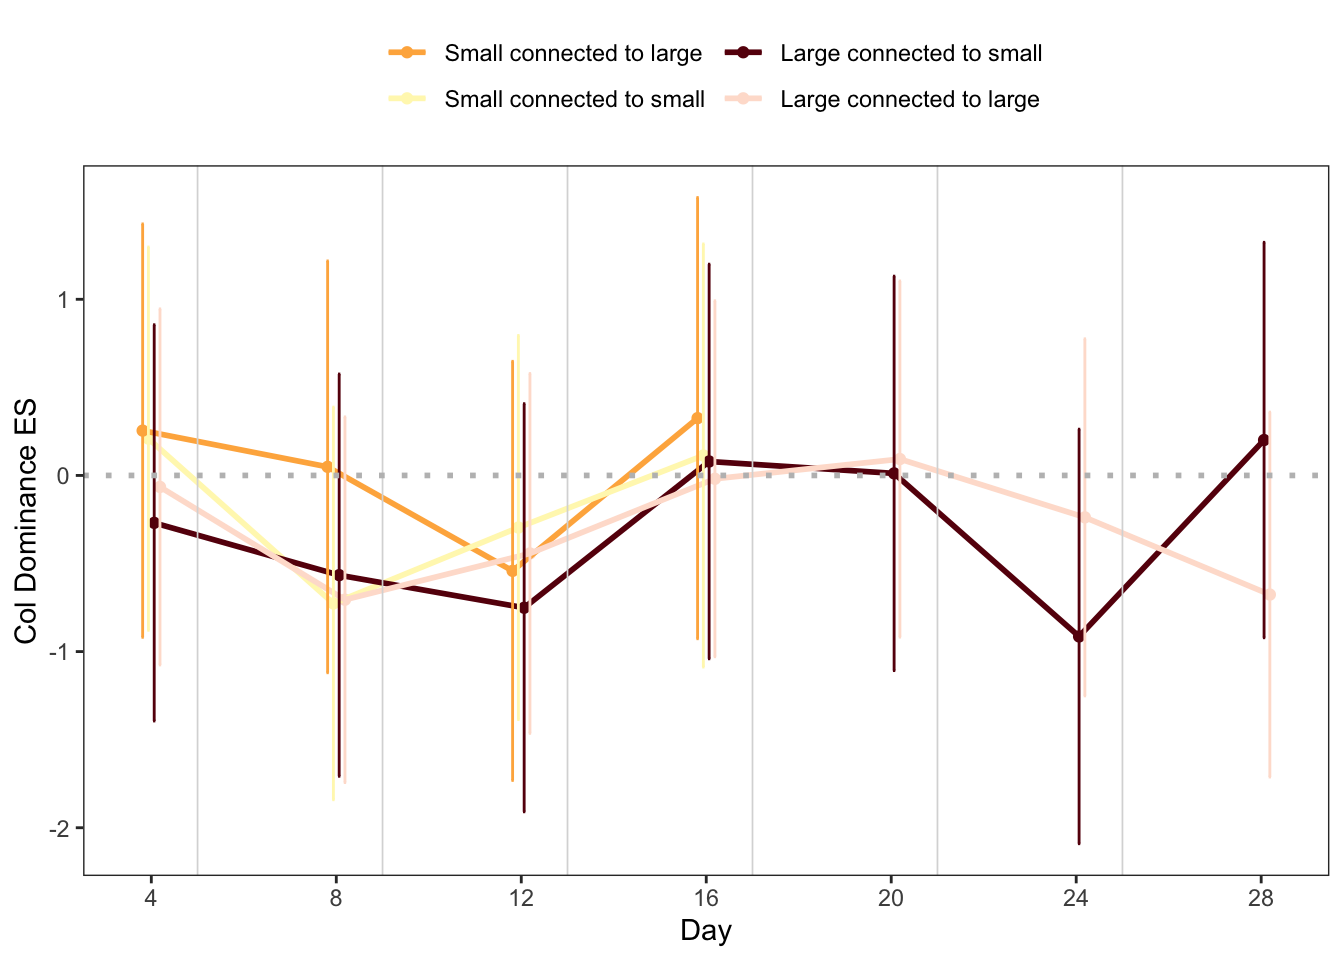 Small connected to large
Large connected to small
Small connected to small
Large connected to large
Col Dominance ES
1
0
-1
-2
4 8 12 16 20 24 28
Day